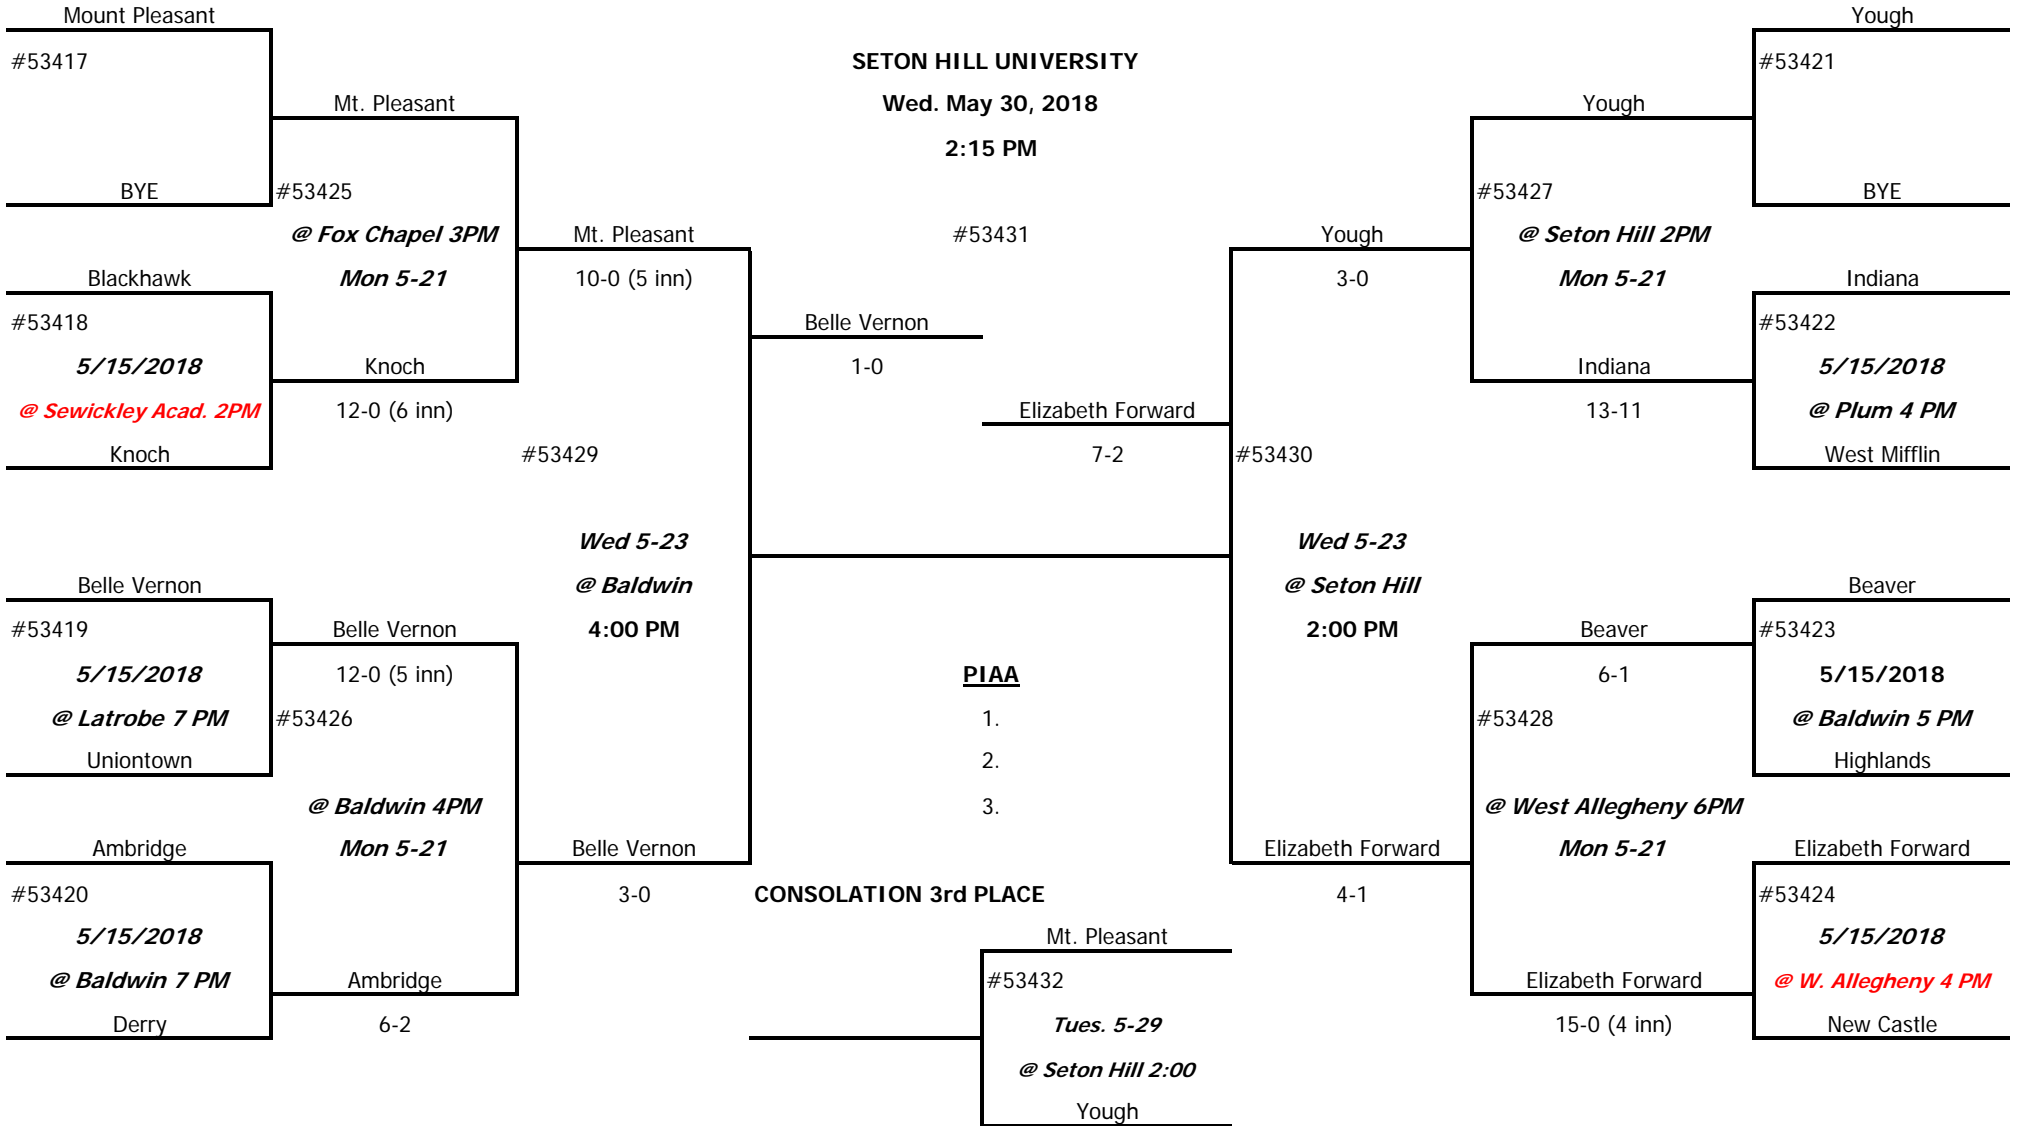 Mount Pleasant
#53417
Mt. Pleasant
BYE
#53425
@ Fox Chapel 3PM
Mon 5-21
Mt. Pleasant
10-0 (5 inn)
Blackhawk
#53418
5/15/2018
@ Sewickley Acad. 2PM
Knoch
Knoch
12-0 (6 inn)
#53429
Wed 5-23
@ Baldwin
4:00 PM
Belle Vernon
1-0
Belle Vernon
#53419
5/15/2018
@ Latrobe 7 PM
Uniontown
Belle Vernon
12-0 (5 inn)
#53426
@ Baldwin 4PM
Mon 5-21
Belle Vernon
3-0
Ambridge
#53420
5/15/2018
@ Baldwin 7 PM
Derry
Ambridge
6-2
SETON HILL UNIVERSITY
Wed. May 30, 2018
2:15 PM
#53431
Elizabeth Forward
7-2
PIAA
1.
2.
3.
CONSOLATION 3rd PLACE
Mt. Pleasant
#53432
Tues. 5-29
@ Seton Hill 2:00
Yough
Yough
#53421
Yough
BYE
#53427
@ Seton Hill 2PM
Mon 5-21
Yough
3-0
Indiana
#53422
5/15/2018
@ Plum 4 PM
West Mifflin
Indiana
13-11
#53430
Wed 5-23
@ Seton Hill
2:00 PM
Beaver
#53423
5/15/2018
@ Baldwin 5 PM
Highlands
Beaver
6-1
#53428
@ West Allegheny 6PM
Mon 5-21
Elizabeth Forward
4-1
Elizabeth Forward
#53424
5/15/2018
@ W. Allegheny 4 PM
New Castle
Elizabeth Forward
15-0 (4 inn)